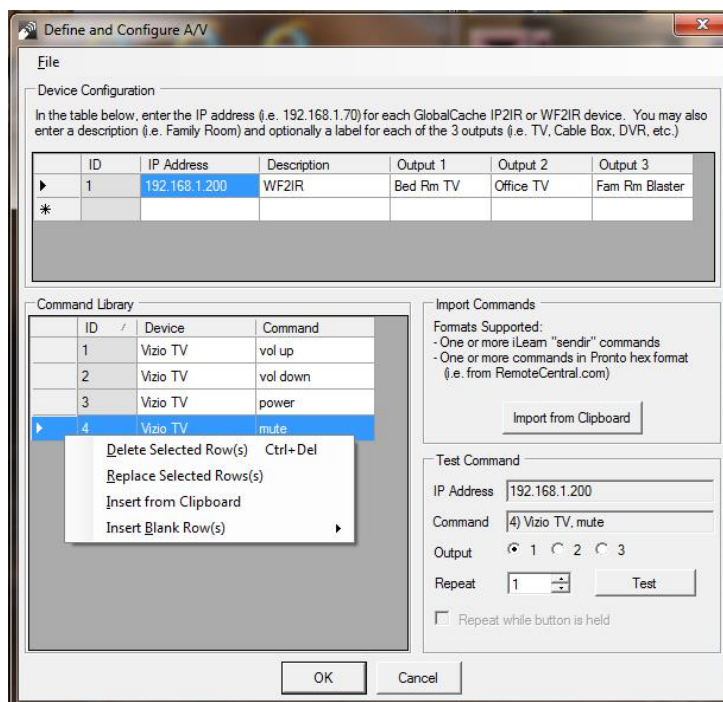 Define and Configure A/V
File
Device Configuration
In the table below, enter the IP address (i.e. 192.168.1.70) for each GlobalCache IP2IR or WF2IR device. You may also
enter a description (i.e. Family Room) and optionally a label for each of the 3 outputs (i.e. TV, Cable Box, DVR, etc.)
ID IP Address Description Output 1 Output 2 Output 3
1 192.168.1.200 WF2IR Bed Rm TV Office TV Fam Rm Blaster
Command Library
ID Device Command
1 Vizio TV vol up
2 Vizio TV vol down
3 Vizio TV power
4 Vizio TV mute
Delete Selected Row(s) Ctrl+Del
Replace Selected Rows(s)
Insert from Clipboard
Insert Blank Row(s)
Import Commands
Formats Supported:
- One or more iLearn "sendir" commands
- One or more commands in Pronto hex format
(i.e. from RemoteCentral.com)
Import from Clipboard
Test Command
IP Address 192.168.1.200
Command 4) Vizio TV, mute
Output 1 2 3
Repeat 1 Test
Repeat while button is held
OK Cancel